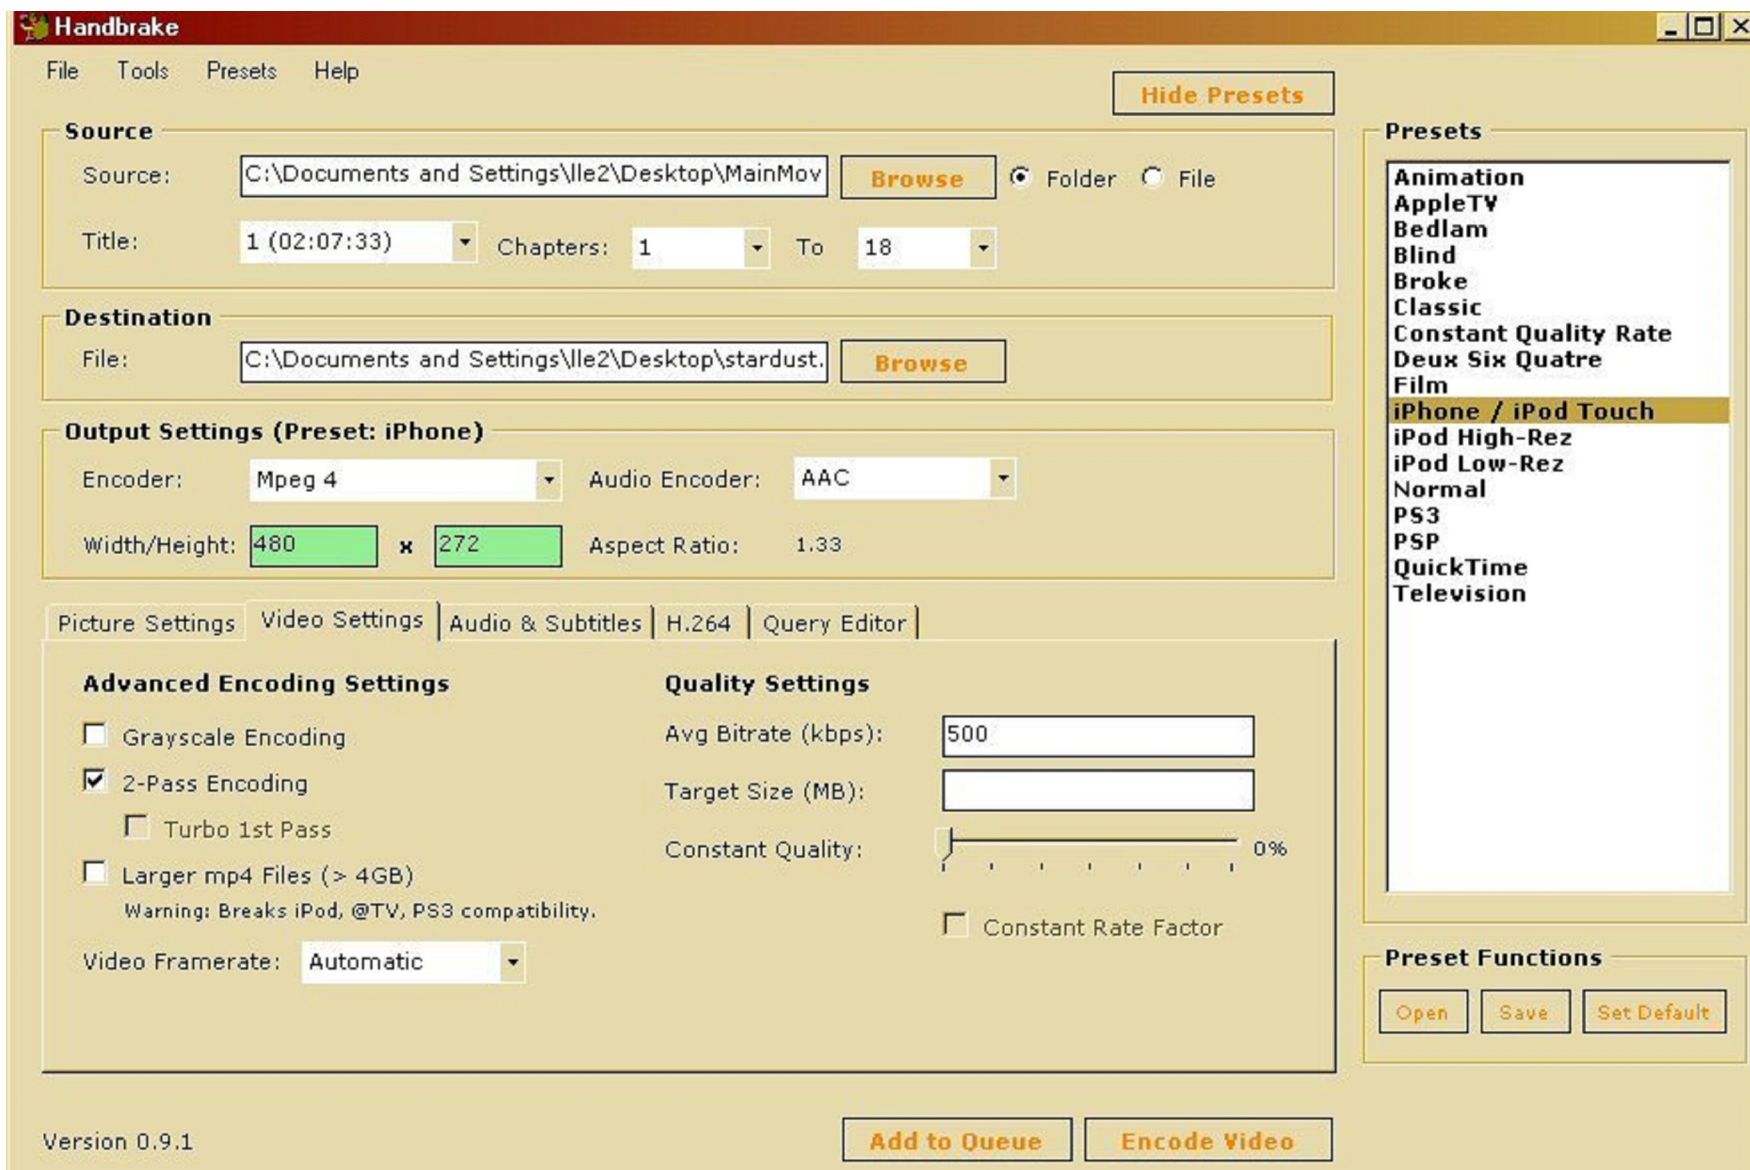 Handbrake
File Tools Presets Help
Hide Presets
Source
Source: C:\Documents and Settings\lle2\Desktop\MainMov Browse Folder File
Title: 1 (02:07:33) Chapters: 1 To 18
Destination
File: C:\Documents and Settings\lle2\Desktop\stardust. Browse
Output Settings (Preset: iPhone)
Encoder: Mpeg 4 Audio Encoder: AAC
Width/Height: 480 x 272 Aspect Ratio: 1.33
Picture Settings Video Settings Audio & Subtitles H.264 Query Editor
Advanced Encoding Settings
Grayscale Encoding
2-Pass Encoding
Turbo 1st Pass
Larger mp4 Files (> 4GB)
Warning: Breaks iPod, @TV, PS3 compatibility.
Video Framerate: Automatic
Quality Settings
Avg Bitrate (kbps): 500
Target Size (MB):
Constant Quality: 0%
Constant Rate Factor
Presets
Animation
AppleTV
Bedlam
Blind
Broke
Classic
Constant Quality Rate
Deux Six Quatre
Film
iPhone / iPod Touch
iPod High-Rez
iPod Low-Rez
Normal
PS3
PSP
QuickTime
Television
Preset Functions
Open Save Set Default
Version 0.9.1
Add to Queue Encode Video